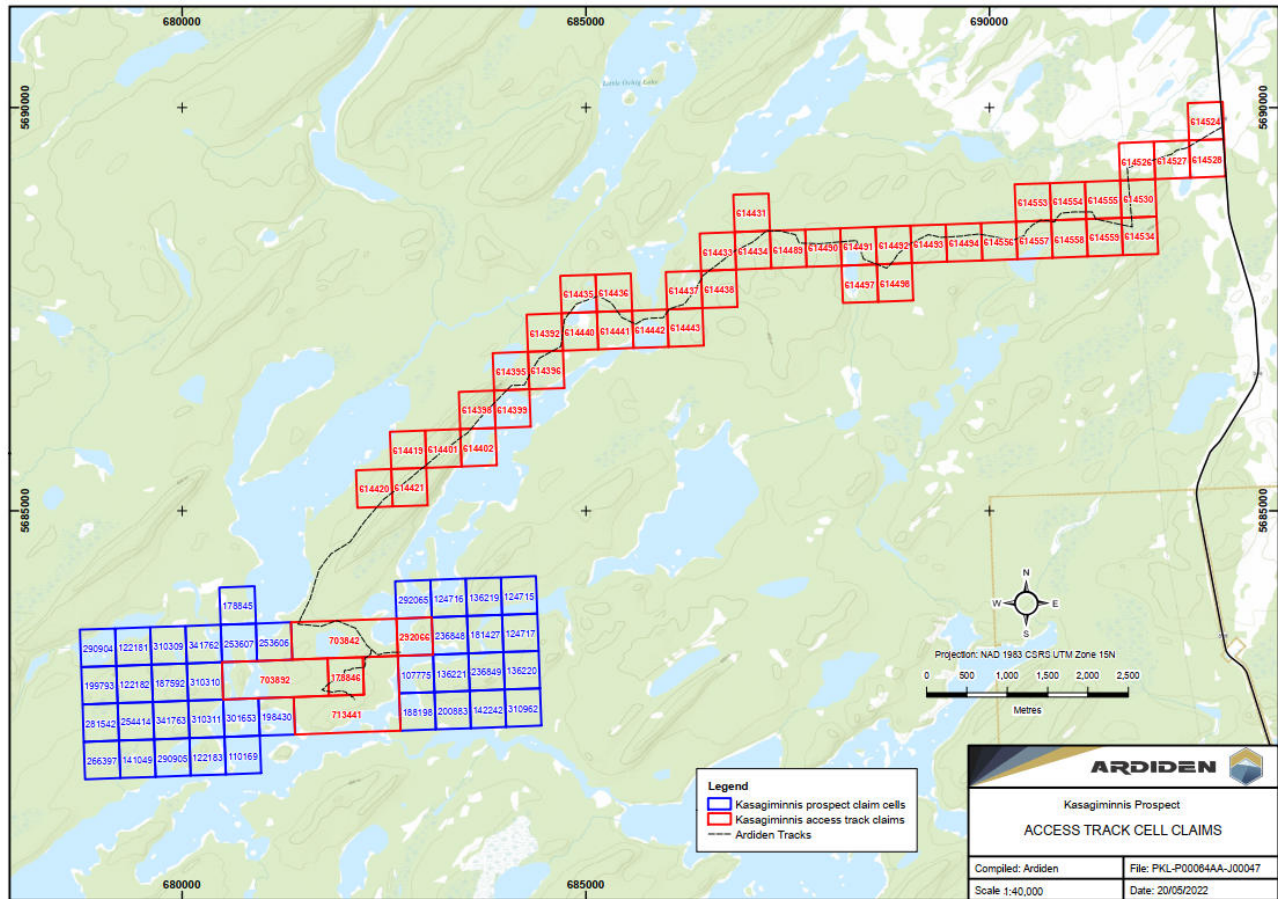 680000
685000
690000
5690000
5690000
Little Ochig Lake
614524
614526 614527 614528
614553 614554 614555 614530
614431
614433 614434 614489 614490 614491 614492 614493 614494 614556 614557 614558 614559 614534
614435 614436 614437 614438 614497 614498
614392 614440 614441 614442 614443
614395 614396
614398 614399
614419 614401 614402
614420 614421
5685000
5685000
178845 292065 124716 136219 124715
290904 122181 310309 341762 253607 253606 703842 292066 236848 181427 124717
199793 122182 187592 310310 703892 178846 107775 136221 236849 136220
281542 254414 341763 310311 301653 198430 713441 188198 200883 142242 310962
266397 141049 290905 122183 110169
N
W E
S
Projection: NAD 1983 CSRS UTM Zone 15N
0 500 1,000 1,500 2,000 2,500
Metres
Legend
Kasagiminnis prospect claim cells
Kasagiminnis access track claims
Ardiden Tracks
ARDIDEN
Kasagiminnis Prospect
ACCESS TRACK CELL CLAIMS
Compiled: Ardiden File: PKL-P00064AA-J00047
Scale 1:40,000 Date: 20/05/2022
680000
685000